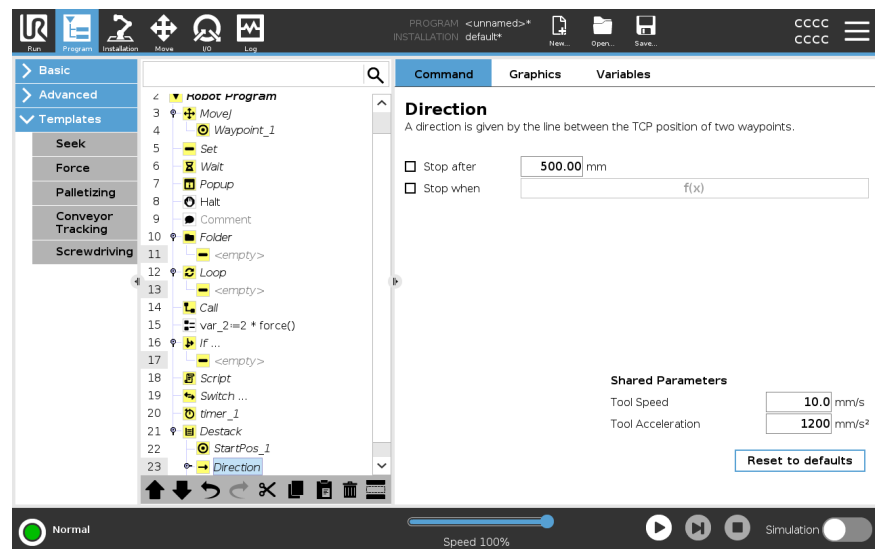 UR
PROGRAM <unnamed>*
INSTALLATION default*
CCCC
CCCC
Run Program Installation Move I/O Log New... Open... Save...
Basic
Advanced
Templates
Seek
Force
Palletizing
Conveyor
Tracking
Screwdriving
2 Robot Program
3 MoveJ
4 Waypoint_1
5 Set
6 Wait
7 Popup
8 Halt
9 Comment
10 Folder
11 <empty>
12 Loop
13 <empty>
14 Call
15 var_2:=2 * force()
16 If ...
17 <empty>
18 Script
19 Switch ...
20 timer_1
21 Destack
22 StartPos_1
23 Direction
Command Graphics Variables
Direction
A direction is given by the line between the TCP position of two waypoints.
Stop after 500.00 mm
Stop when f(x)
Shared Parameters
Tool Speed 10.0 mm/s
Tool Acceleration 1200 mm/s²
Reset to defaults
Normal
Speed 100%
Simulation